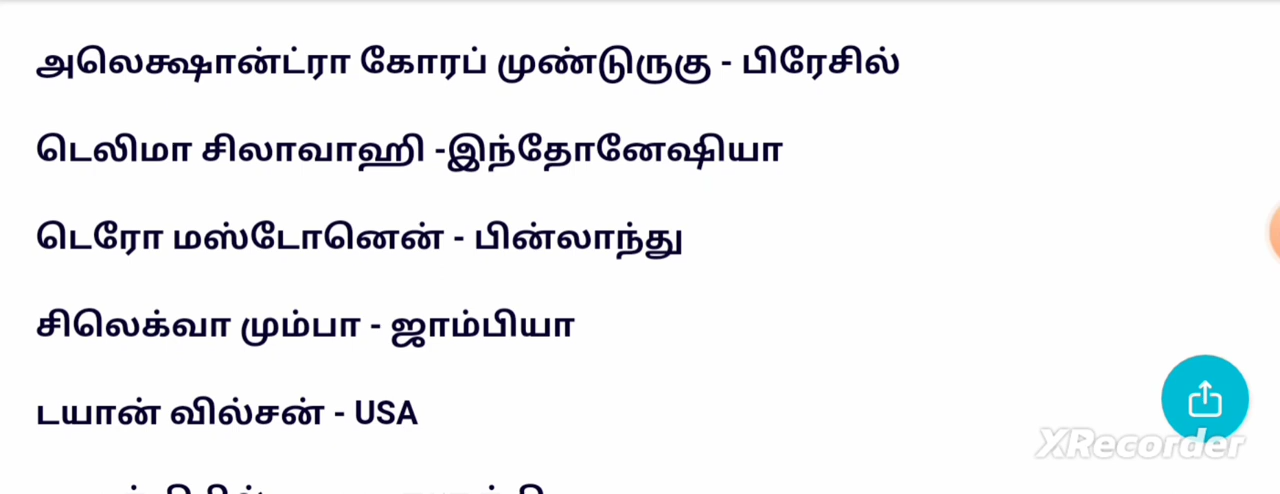 அலெக்ஷான்ட்ரா கோரப் முண்டுருகு - பிரேசில்
டெலிமா சிலாவாஹி -இந்தோனேஷியா
டெரோ மஸ்டோனென் - பின்லாந்து
சிலெக்வா மும்பா - ஜாம்பியா
டயான் வில்சன் - USA
XRecorder